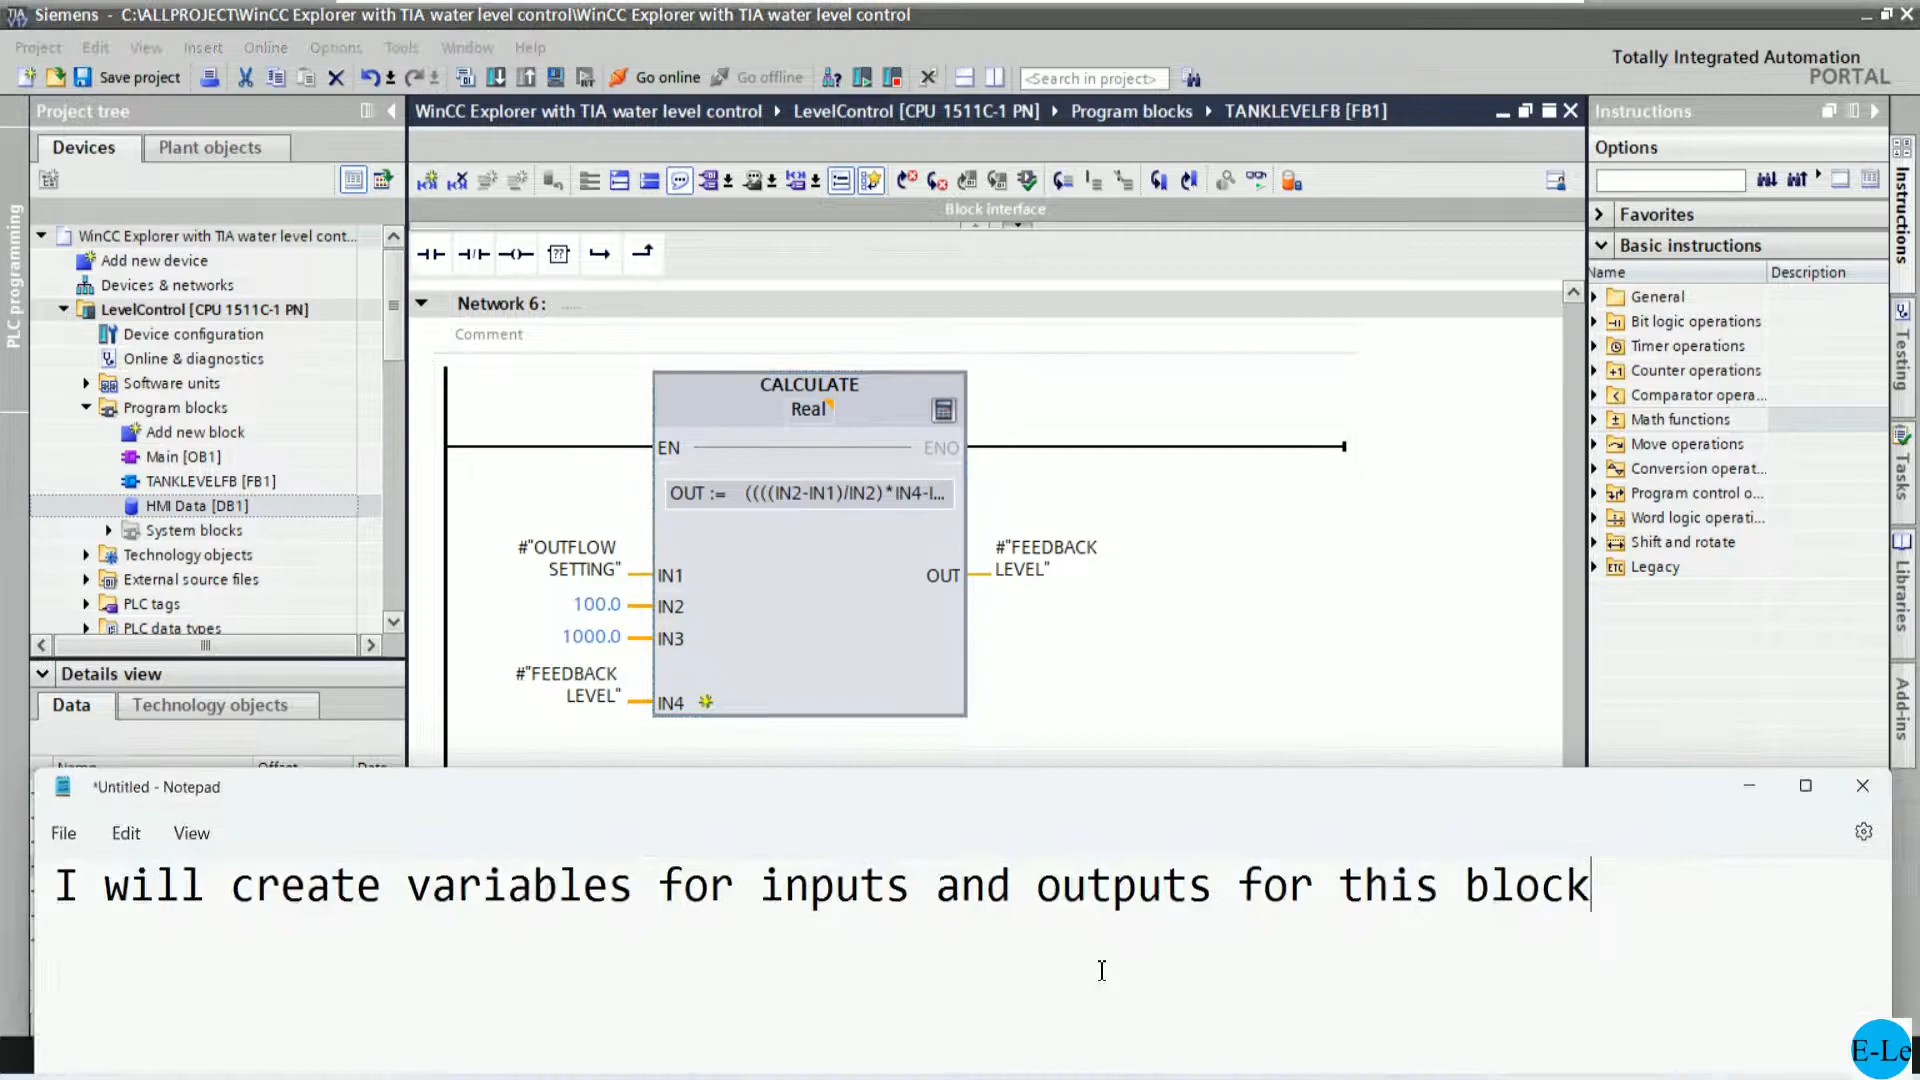 Siemens - C:\ALLPROJECT\WinCC Explorer with TIA water level control\WinCC Explorer with TIA water level control
Project Edit View Insert Online Options Tools Window Help
Totally Integrated Automation
PORTAL
Save project Go online Go offline <Search in project>
Project tree
WinCC Explorer with TIA water level control LevelControl [CPU 1511C-1 PN] Program blocks TANKLEVELFB [FB1]
Instructions
Devices Plant objects
Options
Block interface
Favorites
Basic instructions
Name Description
WinCC Explorer with TIA water level cont...
Add new device
Devices & networks
LevelControl [CPU 1511C-1 PN]
Device configuration
Online & diagnostics
Software units
Program blocks
Add new block
Main [OB1]
TANKLEVELFB [FB1]
HMI Data [DB1]
System blocks
Technology objects
External source files
PLC tags
PLC data types
Details view
Data Technology objects
Name Offset Data
Network 6: .....
Comment
CALCULATE
Real
EN ENO
OUT := ((((IN2-IN1)/IN2)*IN4-I...
#"OUTFLOW
SETTING" IN1
100.0 IN2
1000.0 IN3
#"FEEDBACK
LEVEL" IN4
OUT #"FEEDBACK
LEVEL"
General
Bit logic operations
Timer operations
Counter operations
Comparator opera...
Math functions
Move operations
Conversion operat...
Program control o...
Word logic operati...
Shift and rotate
Legacy
PLC programming
Instructions
Testing
Tasks
Libraries
Add-ins
*Untitled - Notepad
File Edit View
I will create variables for inputs and outputs for this block
E-Le